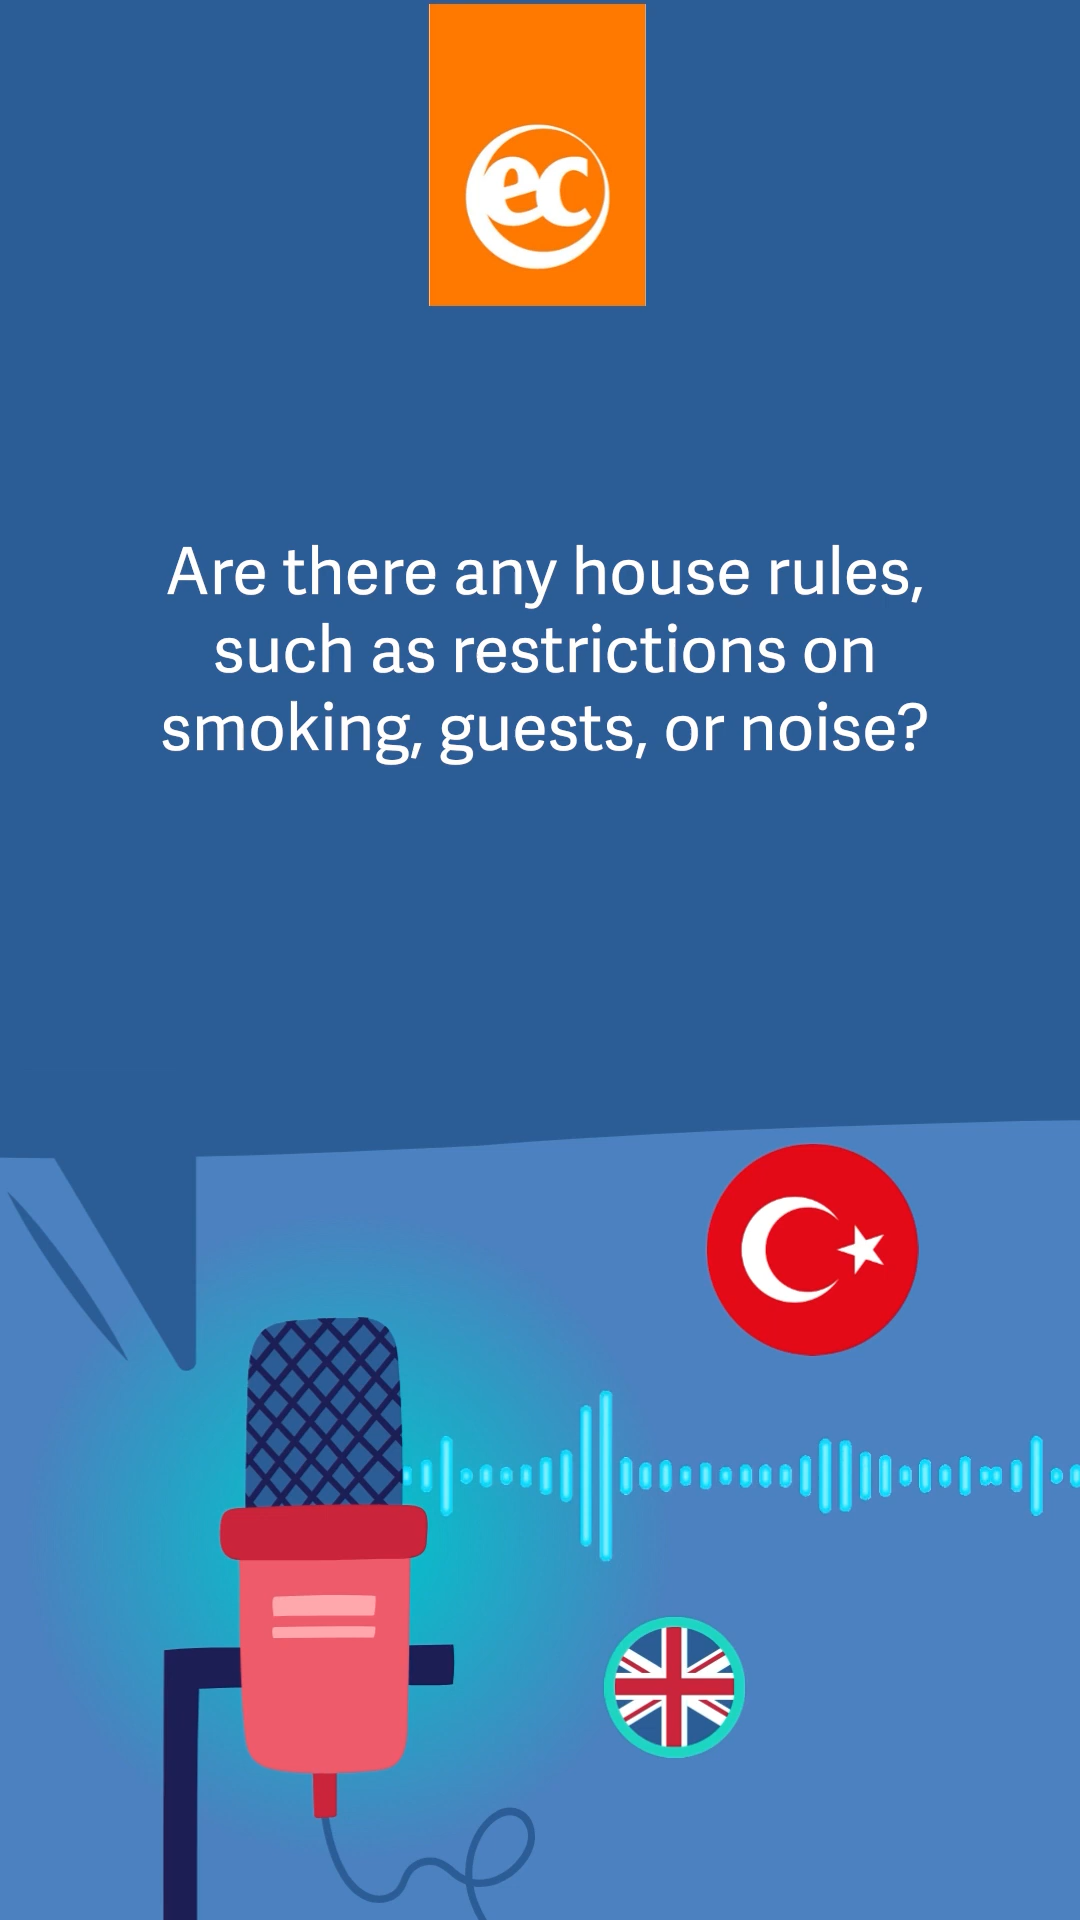 ec
Are there any house rules,
such as restrictions on
smoking, guests, or noise?